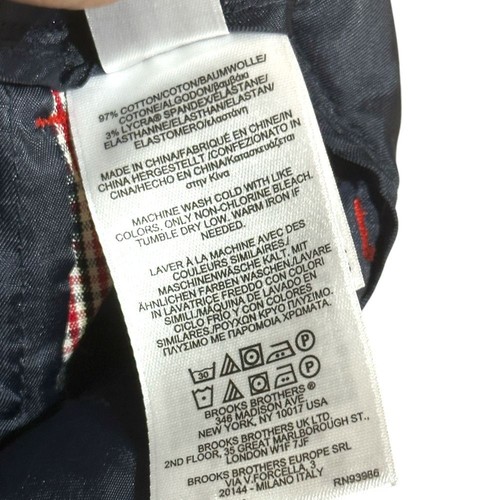 97% COTTON/COTON/BAUMWOLLE/
COTONE/ALGODON/βαμβάκι
3% LYCRA® SPANDEX/ELASTANE/
ELASTHANNE/ELASTHAN/ELASTAN/
ELASTOMERO/ελαστάνη
MADE IN CHINA/FABRIQUÉ EN CHINE/IN
CHINA HERGESTELLT/CONFEZIONATO IN
CINA/HECHO EN CHINA/Κατασκευάζεται
στην Κίνα
MACHINE WASH COLD WITH LIKE
COLORS. ONLY NON-CHLORINE BLEACH.
TUMBLE DRY LOW. WARM IRON IF
NEEDED.
LAVER À LA MACHINE AVEC DES
COULEURS SIMILAIRES./
MASCHINENWÄSCHE KALT, MIT
ÄHNLICHEN FARBEN WASCHEN/LAVARE
IN LAVATRICE FREDDO CON COLORI
SIMILI/MÁQUINA DE LAVADO EN
CICLO FRÍO Y CON COLORES
SIMILARES./ΡΟΥΧΩΝ ΚΡΥΟ ΠΛΥΣΙΜΟ.
ΠΛΥΣΙΜΟ ΜΕ ΠΑΡΟΜΟΙΑ ΧΡΩΜΑΤΑ.
30 P
P
BROOKS BROTHERS ®
346 MADISON AVE
NEW YORK, NY 10017 USA
BROOKS BROTHERS UK LTD.
2ND FLOOR, 35 GREAT MARLBOROUGH ST.,
LONDON W1F 7JF
BROOKS BROTHERS EUROPE SRL
VIA V.FORCELLA, 3
20144 - MILANO ITALY
RN93986